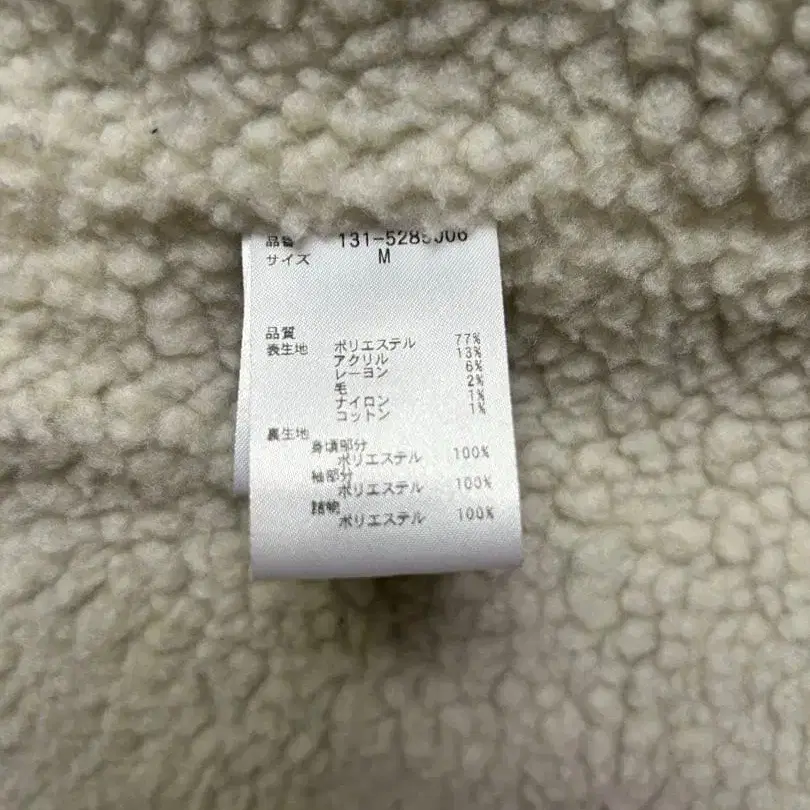 品番 131-5285J06
サイズ M
品質
表生地 ポリエステル 77%
アクリル 13%
レーヨン 6%
毛 2%
ナイロン 1%
コットン 1%
裏生地
身頃部分
ポリエステル 100%
袖部分
ポリエステル 100%
ポリエステル 100%